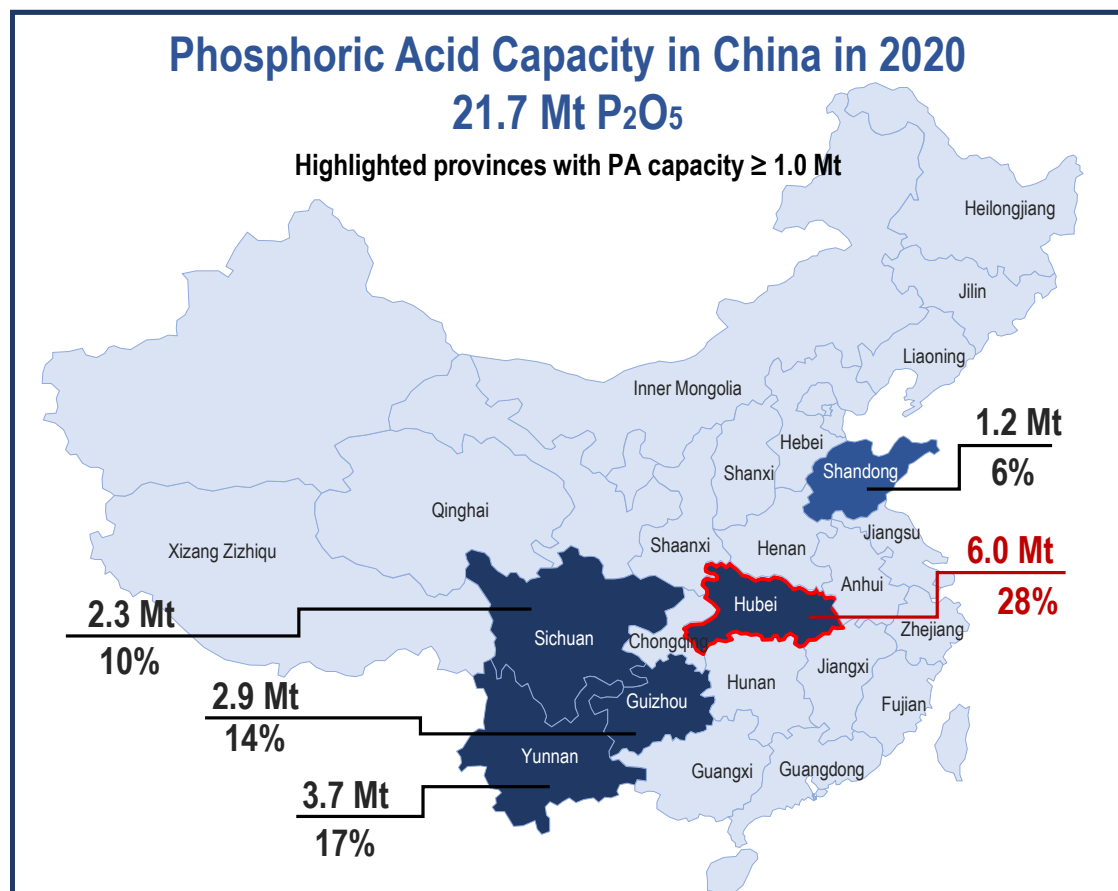 Phosphoric Acid Capacity in China in 2020
21.7 Mt P₂O₅
Highlighted provinces with PA capacity ≥ 1.0 Mt
Heilongjiang
Jilin
Liaoning
Inner Mongolia
Hebei
1.2 Mt
6%
Shanxi
Shandong
Qinghai
Xizang Zizhiqu
Shaanxi
Henan
Jiangsu
6.0 Mt
28%
Anhui
Hubei
2.3 Mt
10%
Sichuan
Chongqing
Zhejiang
Jiangxi
Hunan
Guizhou
Fujian
2.9 Mt
14%
Yunnan
Guangxi
Guangdong
3.7 Mt
17%